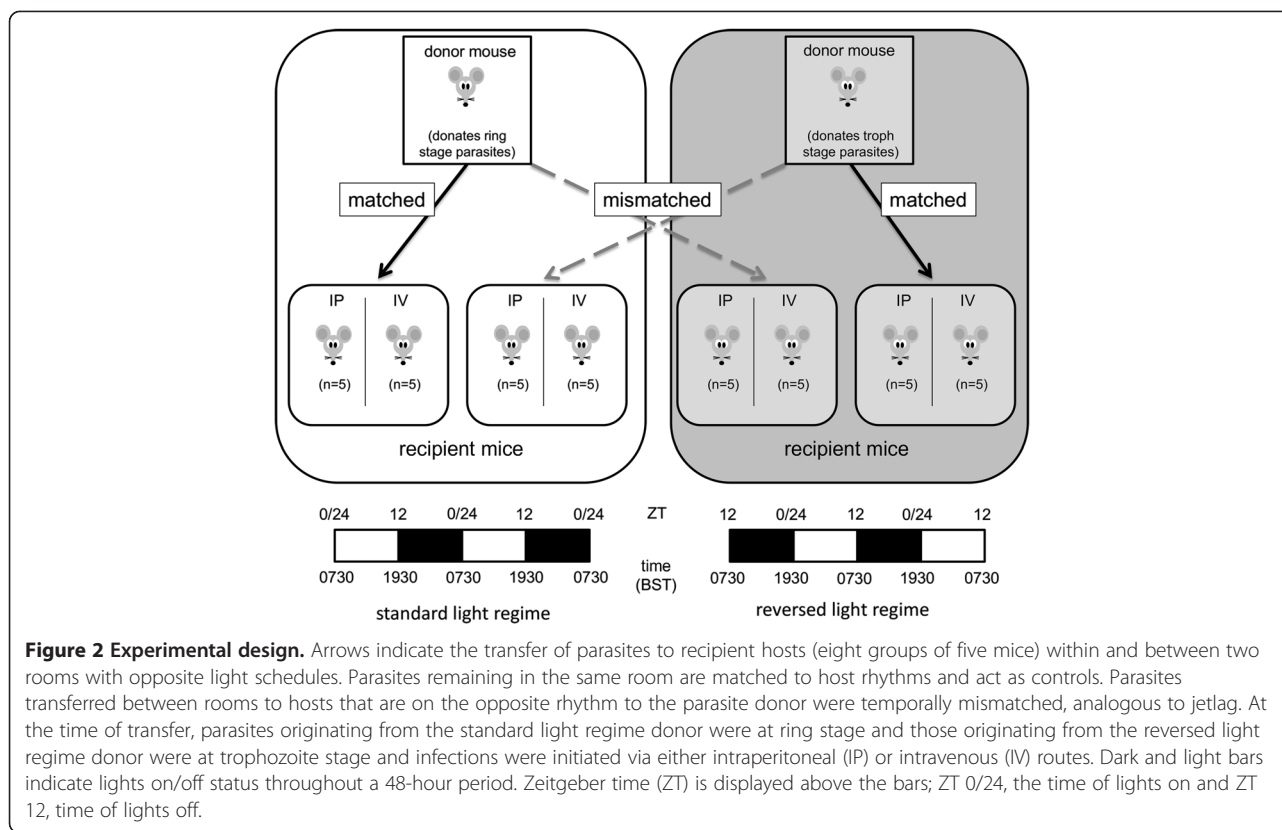 donor mouse
(donates ring
stage parasites)
donor mouse
(donates troph
stage parasites)
matched
mismatched
matched
IP IV
(n=5) (n=5)
IP IV
(n=5) (n=5)
IP IV
(n=5) (n=5)
IP IV
(n=5) (n=5)
recipient mice
recipient mice
0/24 12 0/24 12 0/24 ZT 12 0/24 12 0/24 12
0730 1930 0730 1930 0730 time
(BST) 0730 1930 0730 1930 0730
standard light regime
reversed light regime
Figure 2 Experimental design. Arrows indicate the transfer of parasites to recipient hosts (eight groups of five mice) within and between two
rooms with opposite light schedules. Parasites remaining in the same room are matched to host rhythms and act as controls. Parasites
transferred between rooms to hosts that are on the opposite rhythm to the parasite donor were temporally mismatched, analogous to jetlag. At
the time of transfer, parasites originating from the standard light regime donor were at ring stage and those originating from the reversed light
regime donor were at trophozoite stage and infections were initiated via either intraperitoneal (IP) or intravenous (IV) routes. Dark and light bars
indicate lights on/off status throughout a 48-hour period. Zeitgeber time (ZT) is displayed above the bars; ZT 0/24, the time of lights on and ZT
12, time of lights off.